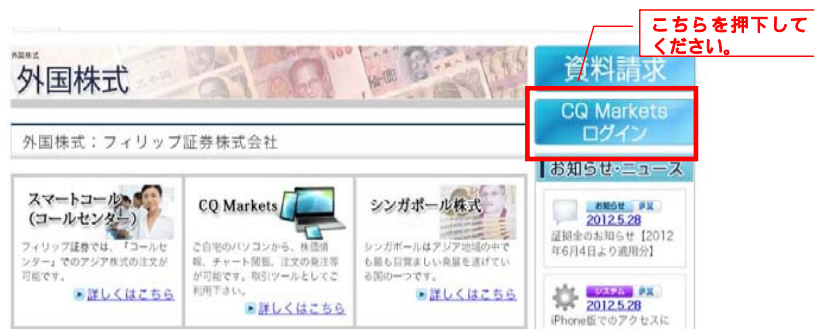 こちらを押下して
ください。
外国株式
外国株式
資料請求
CQ Markets
ログイン
外国株式：フィリップ証券株式会社
お知らせ・ニュース
スマートコール
(コールセンター)
フィリップ証券では、「コールセ
ンター」でのアジア株式の注文が
可能です。
詳しくはこちら
CQ Markets
ご自宅のパソコンから、株価情
報、チャート閲覧、注文の発注等
が可能です。取引ツールとしてご
利用下さい。
詳しくはこちら
シンガポール株式
シンガポールはアジア地域の中で
も最も目覚ましい発展を遂げてい
る国の一つです。
詳しくはこちら
お知らせ
2012.5.28
証拠金のお知らせ【2012
年6月4日より適用分】
システム
2012.5.28
iPhone版でのアクセスに